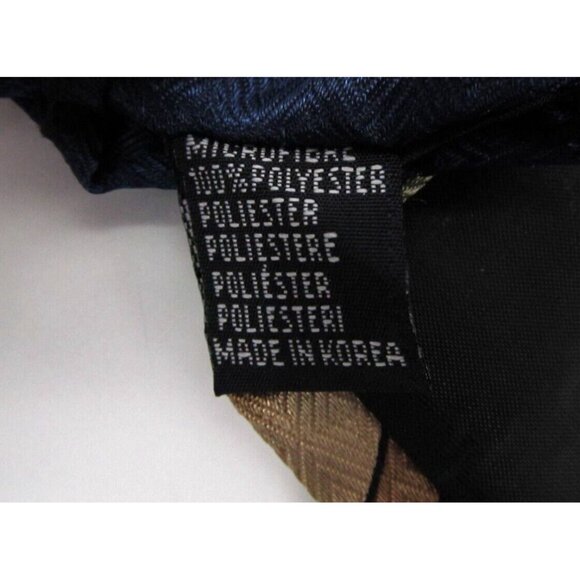 MICROFIBRE
100% POLYESTER
POLIESTER
POLIESTERE
POLIÉSTER
POLIESTERI
MADE IN KOREA